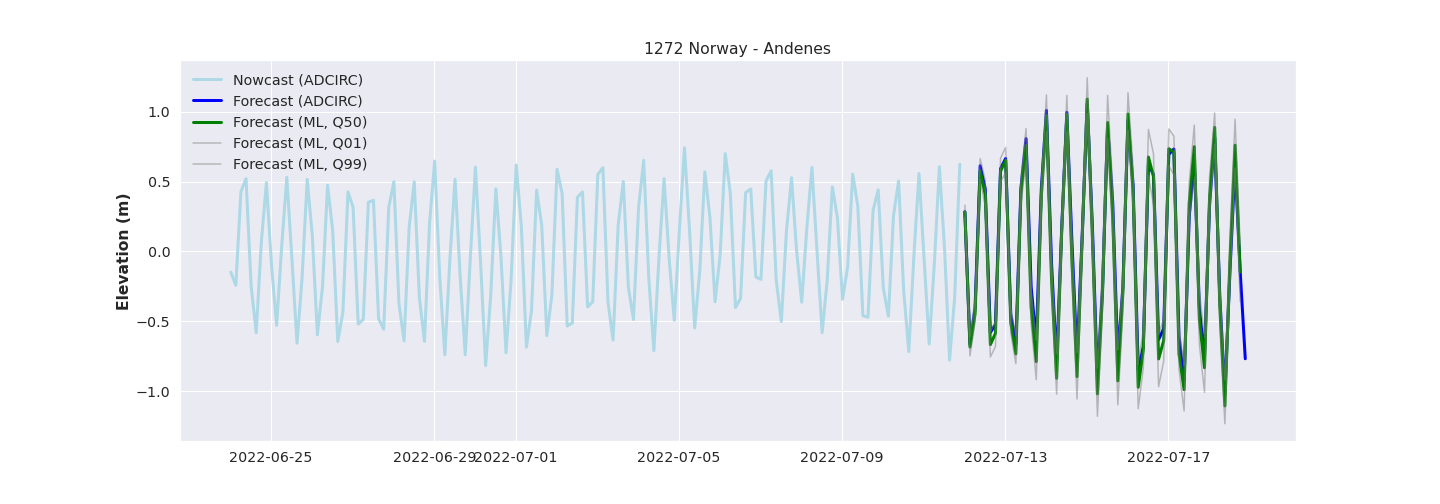 1272 Norway - Andenes
Nowcast (ADCIRC)
Forecast (ADCIRC)
Forecast (ML, Q50)
Forecast (ML, Q01)
Forecast (ML, Q99)
Elevation (m)
1.0
0.5
0.0
−0.5
−1.0
2022-06-25
2022-06-29
2022-07-01
2022-07-05
2022-07-09
2022-07-13
2022-07-17